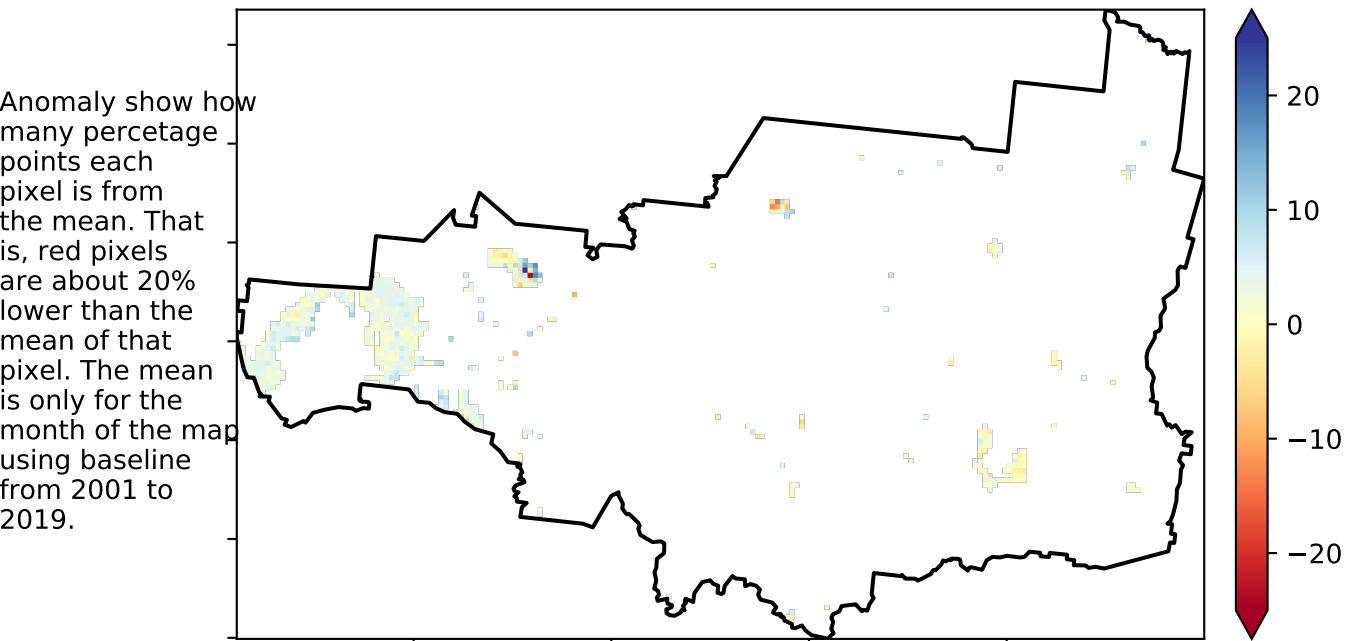 Anomaly show how
many percetage
points each
pixel is from
the mean. That
is, red pixels
are about 20%
lower than the
mean of that
pixel. The mean
is only for the
month of the map
using baseline
from 2001 to
2019.
20
10
0
−10
−20